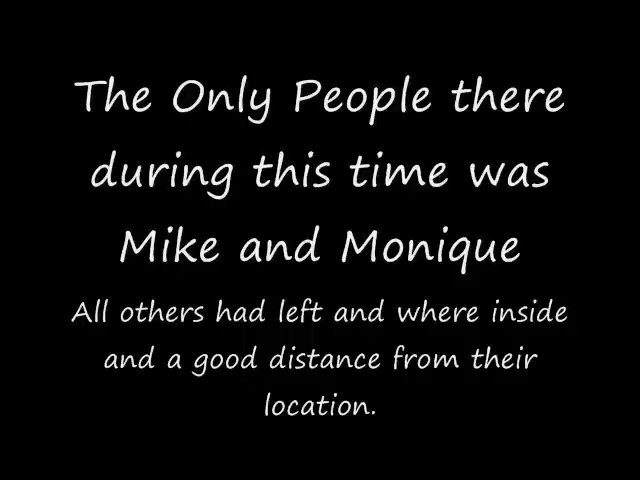 The Only People there
during this time was
Mike and Monique
All others had left and where inside
and a good distance from their
location.